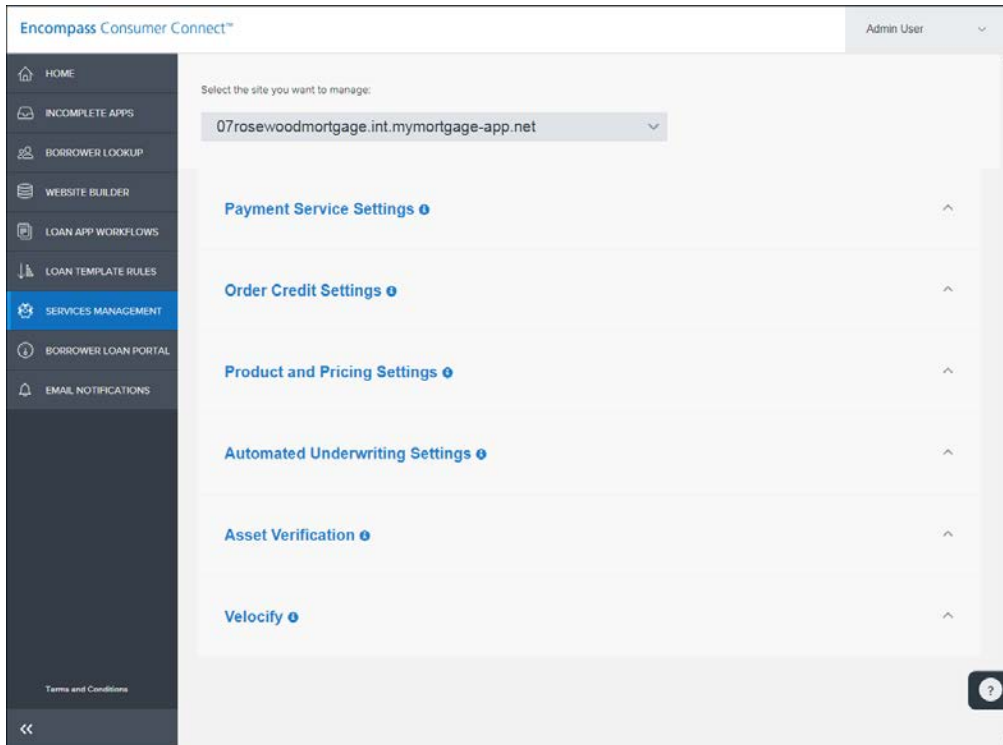 Encompass Consumer Connect™
Admin User
HOME
INCOMPLETE APPS
BORROWER LOOKUP
WEBSITE BUILDER
LOAN APP WORKFLOWS
LOAN TEMPLATE RULES
SERVICES MANAGEMENT
BORROWER LOAN PORTAL
EMAIL NOTIFICATIONS
Terms and Conditions
Select the site you want to manage:
07rosewoodmortgage.int.mymortgage-app.net
Payment Service Settings
Order Credit Settings
Product and Pricing Settings
Automated Underwriting Settings
Asset Verification
Velocify
?